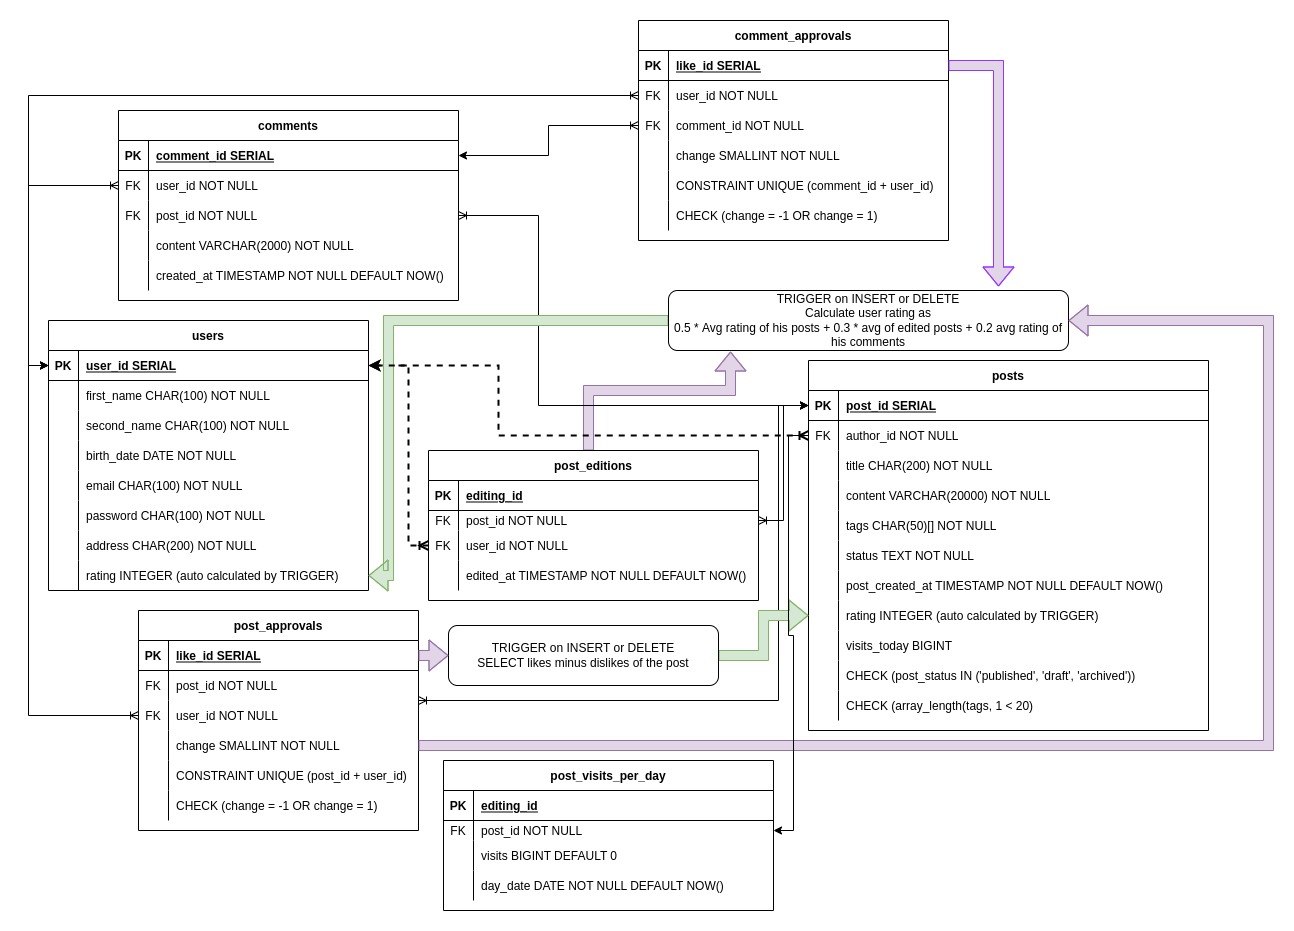 comment_approvals
PK like_id SERIAL
FK user_id NOT NULL
FK comment_id NOT NULL
change SMALLINT NOT NULL
CONSTRAINT UNIQUE (comment_id + user_id)
CHECK (change = -1 OR change = 1)
comments
PK comment_id SERIAL
FK user_id NOT NULL
FK post_id NOT NULL
content VARCHAR(2000) NOT NULL
created_at TIMESTAMP NOT NULL DEFAULT NOW()
TRIGGER on INSERT or DELETE
Calculate user rating as
0.5 * Avg rating of his posts + 0.3 * avg of edited posts + 0.2 avg rating of
his comments
users
PK user_id SERIAL
first_name CHAR(100) NOT NULL
second_name CHAR(100) NOT NULL
birth_date DATE NOT NULL
email CHAR(100) NOT NULL
password CHAR(100) NOT NULL
address CHAR(200) NOT NULL
rating INTEGER (auto calculated by TRIGGER)
posts
PK post_id SERIAL
FK author_id NOT NULL
title CHAR(200) NOT NULL
content VARCHAR(20000) NOT NULL
tags CHAR(50)[] NOT NULL
status TEXT NOT NULL
post_created_at TIMESTAMP NOT NULL DEFAULT NOW()
rating INTEGER (auto calculated by TRIGGER)
visits_today BIGINT
CHECK (post_status IN ('published', 'draft', 'archived'))
CHECK (array_length(tags, 1 < 20)
post_editions
PK editing_id
FK post_id NOT NULL
FK user_id NOT NULL
edited_at TIMESTAMP NOT NULL DEFAULT NOW()
post_approvals
PK like_id SERIAL
FK post_id NOT NULL
FK user_id NOT NULL
change SMALLINT NOT NULL
CONSTRAINT UNIQUE (post_id + user_id)
CHECK (change = -1 OR change = 1)
TRIGGER on INSERT or DELETE
SELECT likes minus dislikes of the post
post_visits_per_day
PK editing_id
FK post_id NOT NULL
visits BIGINT DEFAULT 0
day_date DATE NOT NULL DEFAULT NOW()